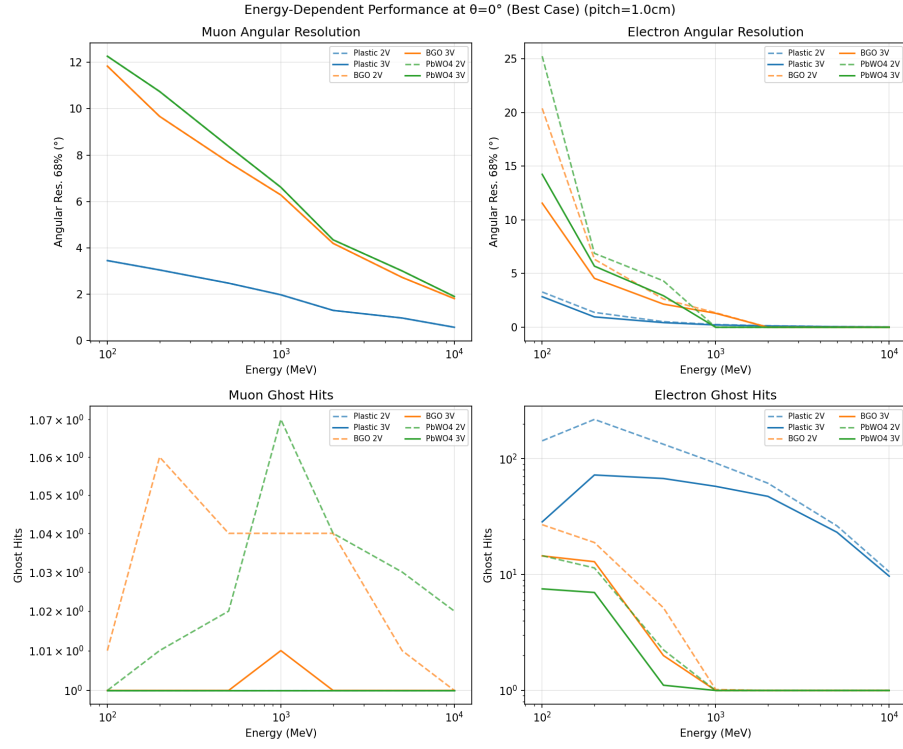 Energy-Dependent Performance at θ=0° (Best Case) (pitch=1.0cm)
Muon Angular Resolution
Angular Res. 68% (°)
12
10
8
6
4
2
0
10²
10³
10⁴
Energy (MeV)
Plastic 2V
Plastic 3V
BGO 2V
BGO 3V
PbWO4 2V
PbWO4 3V
Electron Angular Resolution
Angular Res. 68% (°)
25
20
15
10
5
0
10²
10³
10⁴
Energy (MeV)
Plastic 2V
Plastic 3V
BGO 2V
BGO 3V
PbWO4 2V
PbWO4 3V
Muon Ghost Hits
Ghost Hits
1.07 × 10⁰
1.06 × 10⁰
1.05 × 10⁰
1.04 × 10⁰
1.03 × 10⁰
1.02 × 10⁰
1.01 × 10⁰
10⁰
10²
10³
10⁴
Energy (MeV)
Plastic 2V
Plastic 3V
BGO 2V
BGO 3V
PbWO4 2V
PbWO4 3V
Electron Ghost Hits
Ghost Hits
10²
10¹
10⁰
10²
10³
10⁴
Energy (MeV)
Plastic 2V
Plastic 3V
BGO 2V
BGO 3V
PbWO4 2V
PbWO4 3V